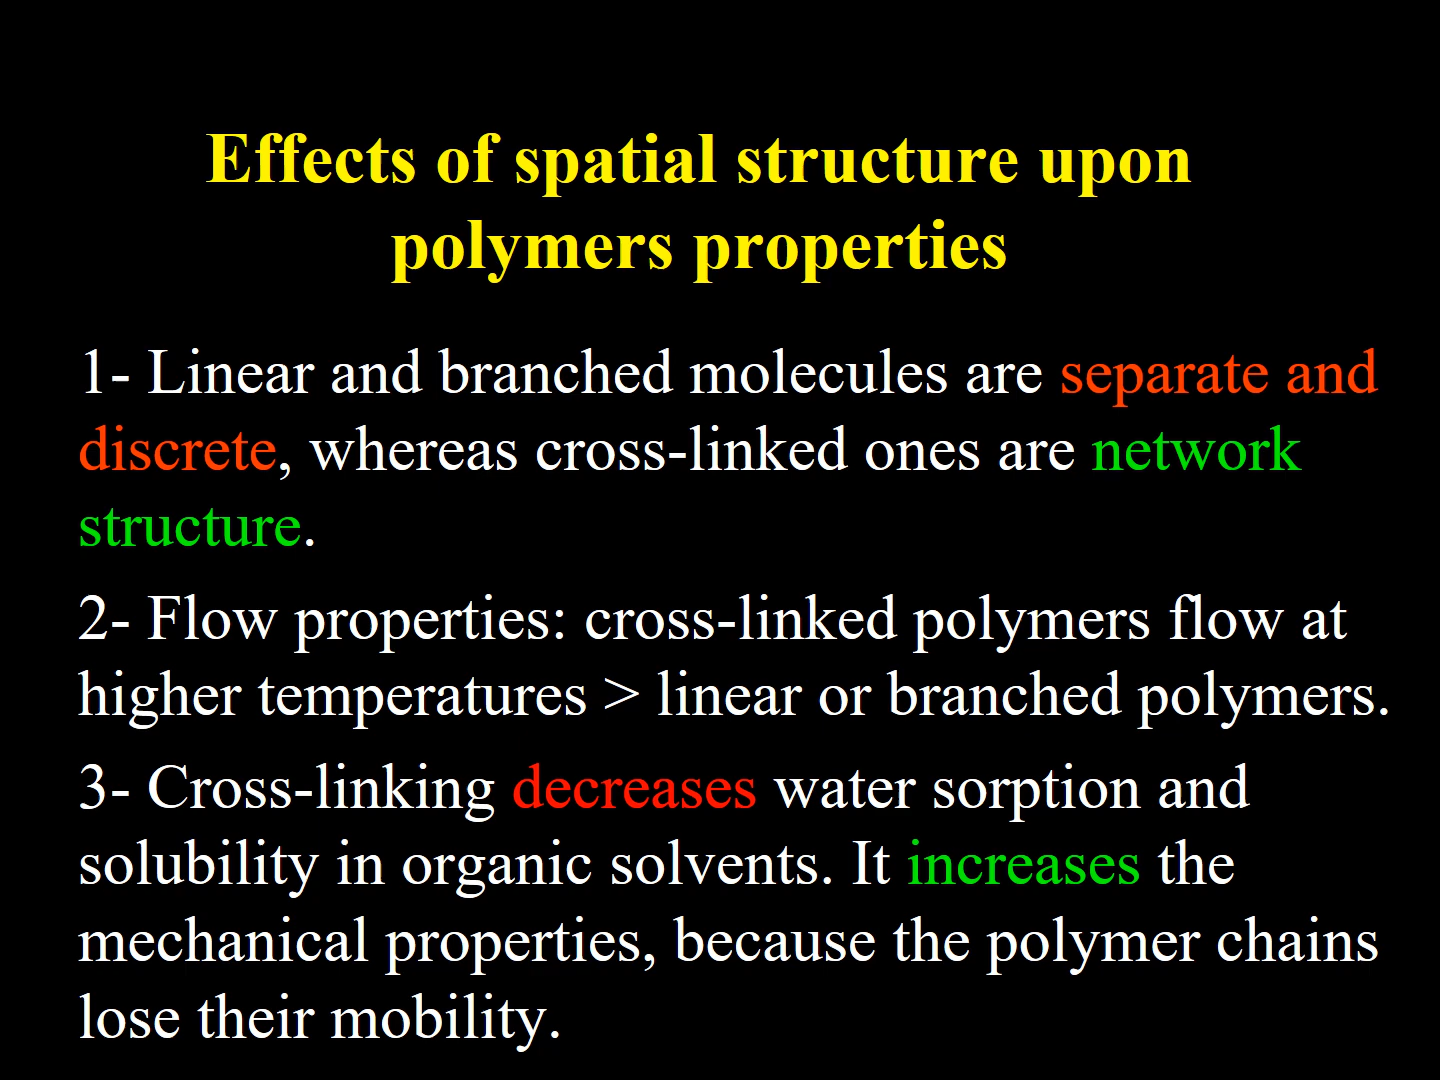 Effects of spatial structure upon
polymers properties
1- Linear and branched molecules are separate and
discrete, whereas cross-linked ones are network
structure.
2- Flow properties: cross-linked polymers flow at
higher temperatures > linear or branched polymers.
3- Cross-linking decreases water sorption and
solubility in organic solvents. It increases the
mechanical properties, because the polymer chains
lose their mobility.